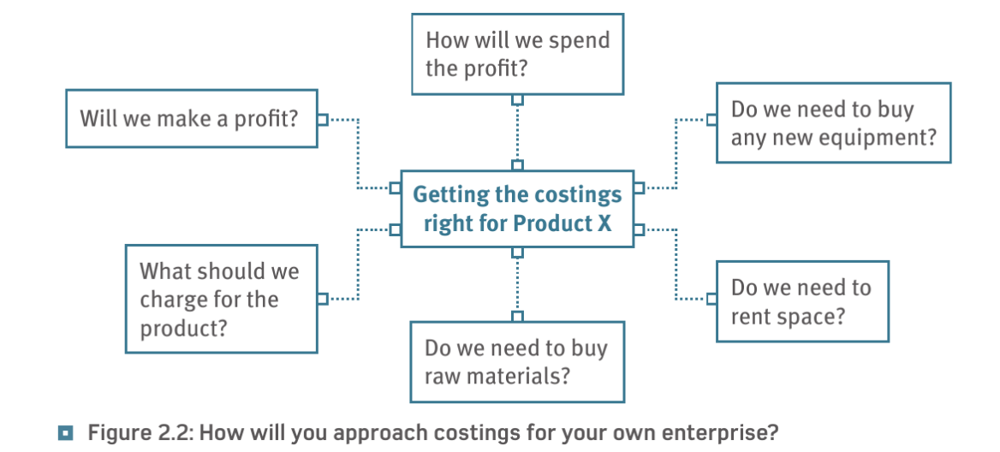 How will we spend
the profit?
Will we make a profit?
Do we need to buy
any new equipment?
Getting the costings
right for Product X
What should we
charge for the
product?
Do we need to
rent space?
Do we need to buy
raw materials?
Figure 2.2: How will you approach costings for your own enterprise?